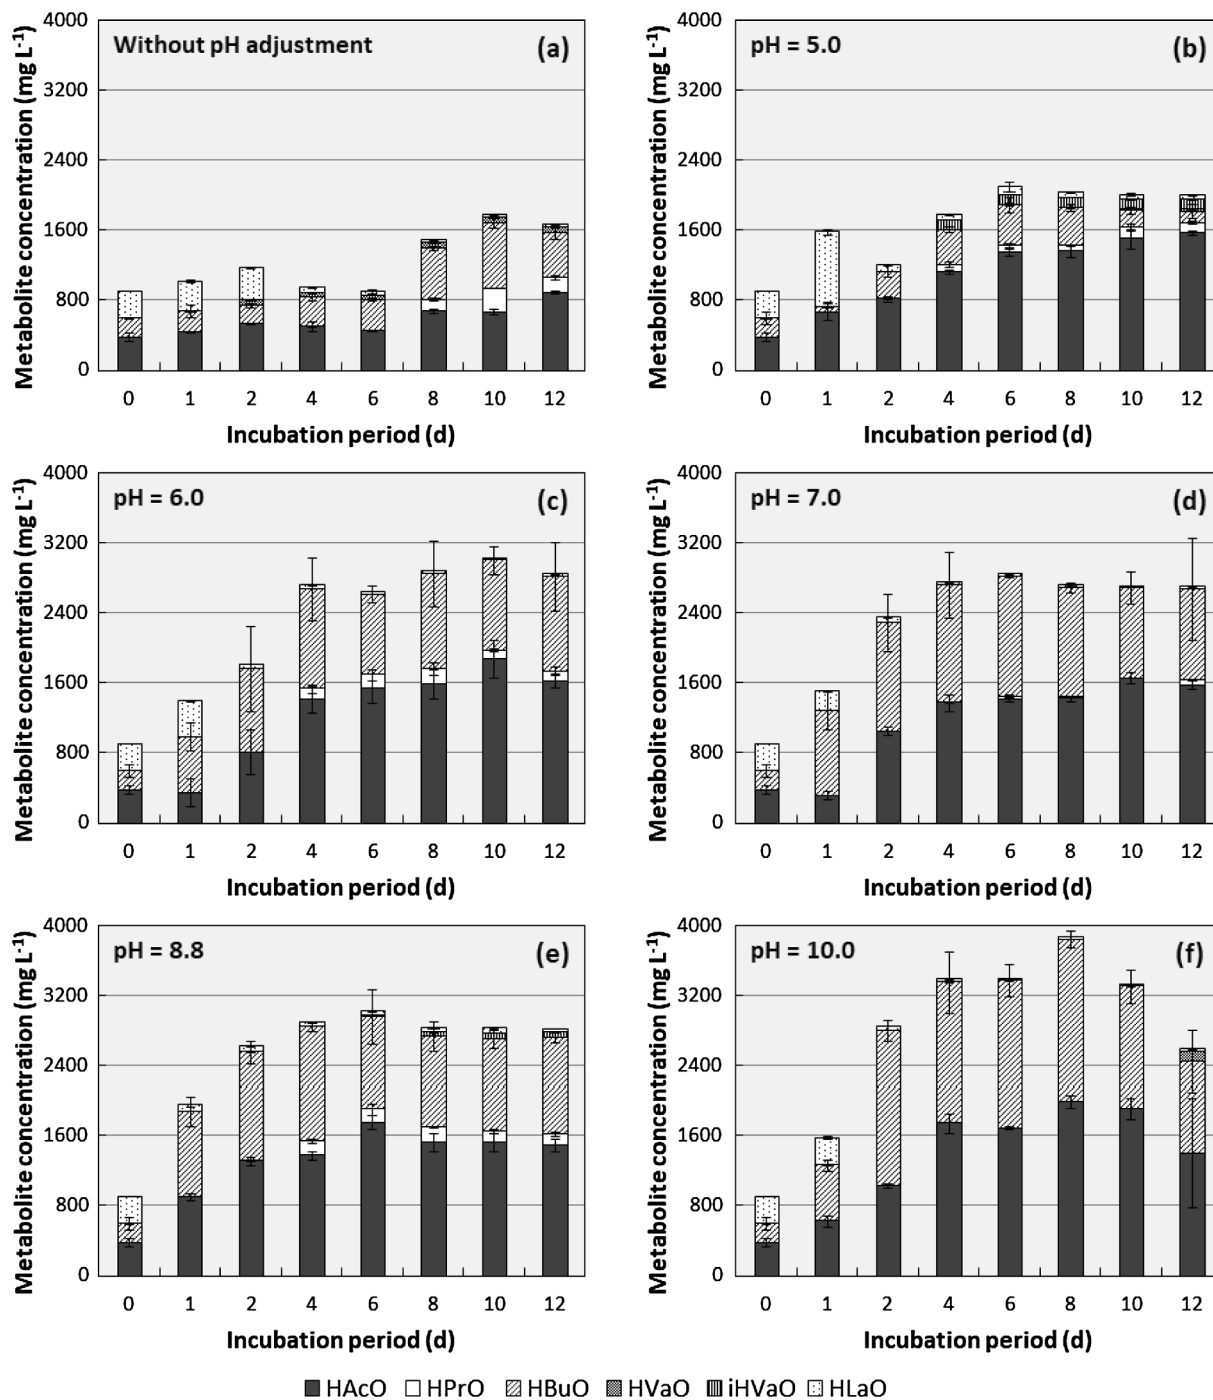 Without pH adjustment (a)
Metabolite concentration (mg L-1)
4000
3200
2400
1600
800
0
0 1 2 4 6 8 10 12
Incubation period (d)
pH = 5.0 (b)
Metabolite concentration (mg L-1)
4000
3200
2400
1600
800
0
0 1 2 4 6 8 10 12
Incubation period (d)
pH = 6.0 (c)
Metabolite concentration (mg L-1)
4000
3200
2400
1600
800
0
0 1 2 4 6 8 10 12
Incubation period (d)
pH = 7.0 (d)
Metabolite concentration (mg L-1)
4000
3200
2400
1600
800
0
0 1 2 4 6 8 10 12
Incubation period (d)
pH = 8.8 (e)
Metabolite concentration (mg L-1)
4000
3200
2400
1600
800
0
0 1 2 4 6 8 10 12
Incubation period (d)
pH = 10.0 (f)
Metabolite concentration (mg L-1)
4000
3200
2400
1600
800
0
0 1 2 4 6 8 10 12
Incubation period (d)
HAcO HPrO HBuO HVaO iHVaO HLaO